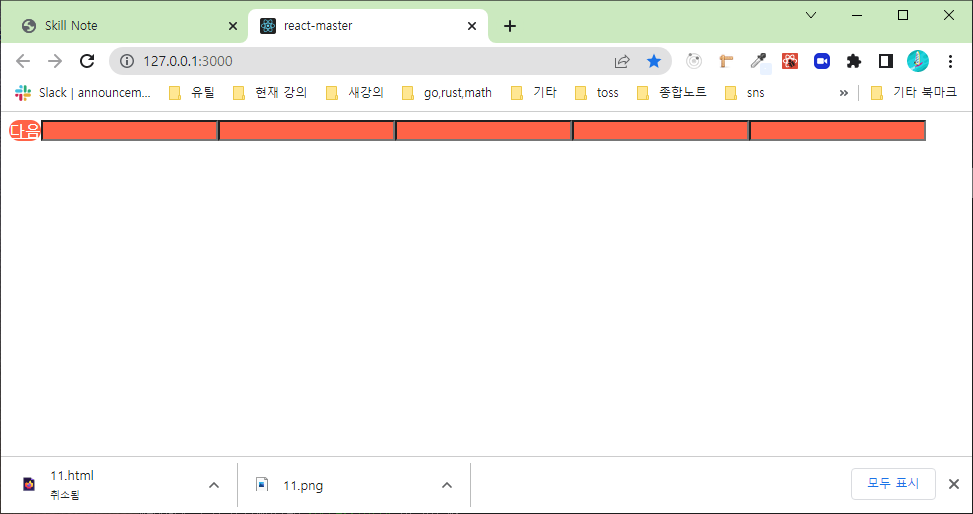 Skill Note
react-master
127.0.0.1:3000
Slack | announcem...
유틸
현재 강의
새강의
go,rust,math
기타
toss
종합노트
sns
»
기타 북마크
다음
11.html
취소됨
11.png
모두 표시